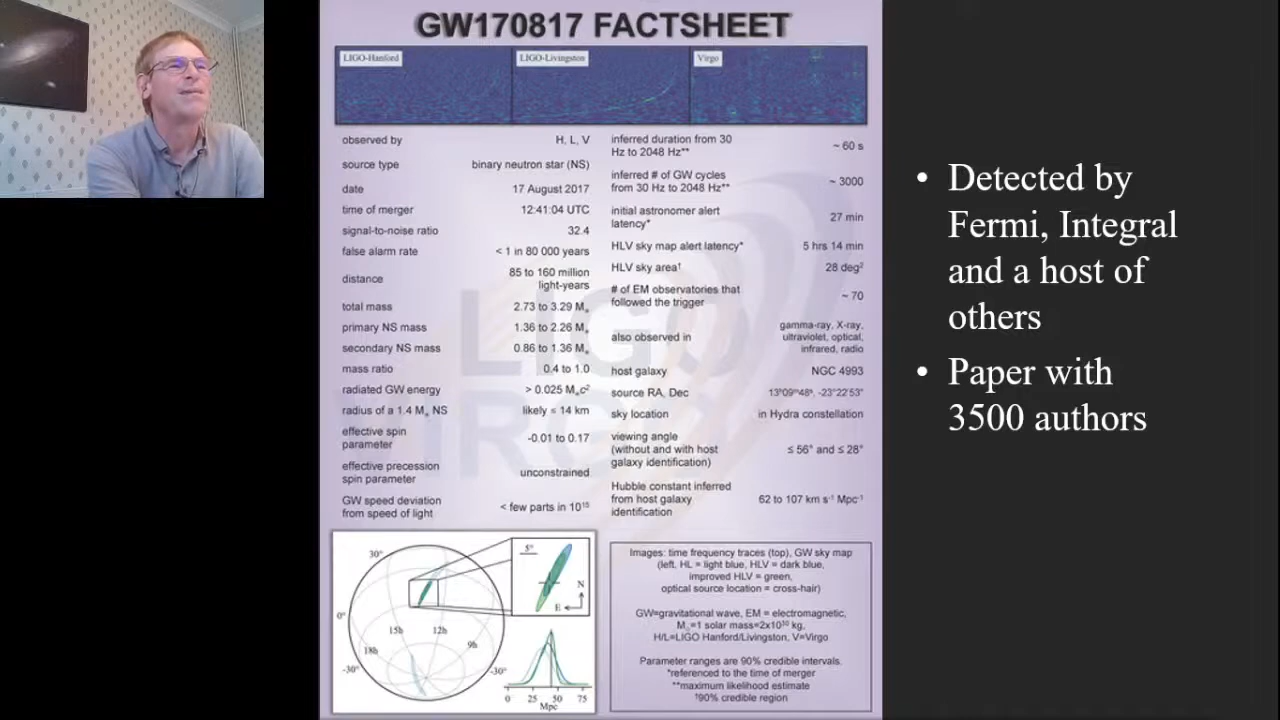 GW170817 FACTSHEET
LIGO-Hanford
LIGO-Livingston
Virgo
observed by H, L, V
source type binary neutron star (NS)
date 17 August 2017
time of merger 12:41:04 UTC
signal-to-noise ratio 32.4
false alarm rate < 1 in 80 000 years
distance 85 to 160 million
light-years
total mass 2.73 to 3.29 M☉
primary NS mass 1.36 to 2.26 M☉
secondary NS mass 0.86 to 1.36 M☉
mass ratio 0.4 to 1.0
radiated GW energy > 0.025 M☉c²
radius of a 1.4 M☉ NS likely ≤ 14 km
effective spin
parameter -0.01 to 0.17
effective precession
spin parameter unconstrained
GW speed deviation
from speed of light < few parts in 10¹⁵
inferred duration from 30
Hz to 2048 Hz** ~ 60 s
inferred # of GW cycles
from 30 Hz to 2048 Hz** ~ 3000
initial astronomer alert
latency* 27 min
HLV sky map alert latency* 5 hrs 14 min
HLV sky area† 28 deg²
# of EM observatories that
followed the trigger ~ 70
also observed in gamma-ray, X-ray,
ultraviolet, optical,
infrared, radio
host galaxy NGC 4993
source RA, Dec 13ʰ09ᵐ48ˢ, -23°22'53"
sky location in Hydra constellation
viewing angle
(without and with host
galaxy identification) ≤ 56° and ≤ 28°
Hubble constant inferred
from host galaxy
identification 62 to 107 km s⁻¹ Mpc⁻¹
30°
0°
-30°
15h
12h
18h
9h
-30°
5°
N
E
0 25 50 75
Mpc
Images: time frequency traces (top), GW sky map
(left, HL = light blue, HLV = dark blue,
improved HLV = green,
optical source location = cross-hair)
GW=gravitational wave, EM = electromagnetic,
M☉=1 solar mass=2x10³⁰ kg,
H/L=LIGO Hanford/Livingston, V=Virgo
Parameter ranges are 90% credible intervals.
*referenced to the time of merger
**maximum likelihood estimate
†90% credible region
• Detected by
Fermi, Integral
and a host of
others
• Paper with
3500 authors